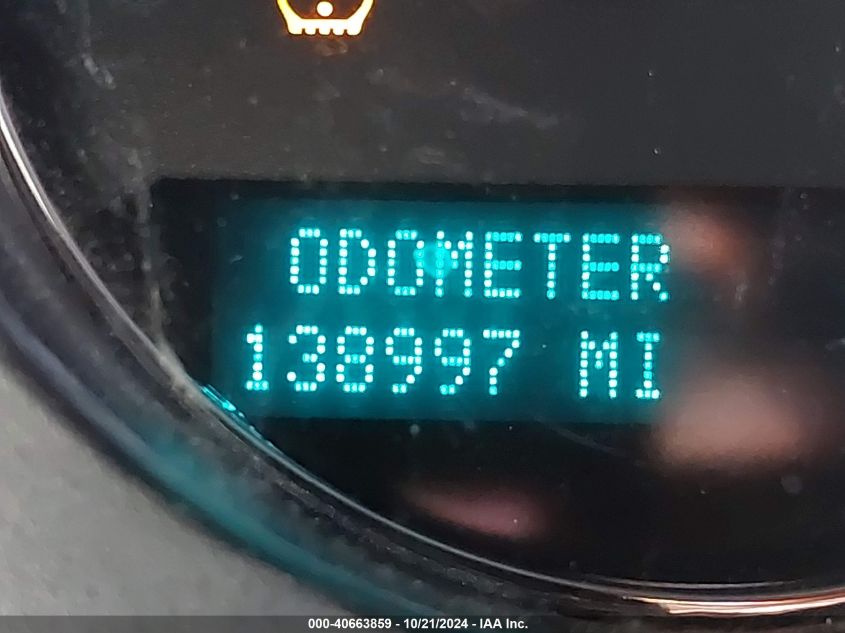 ODOMETER
138997 MI
000-40663859 - 10/21/2024 - IAA Inc.